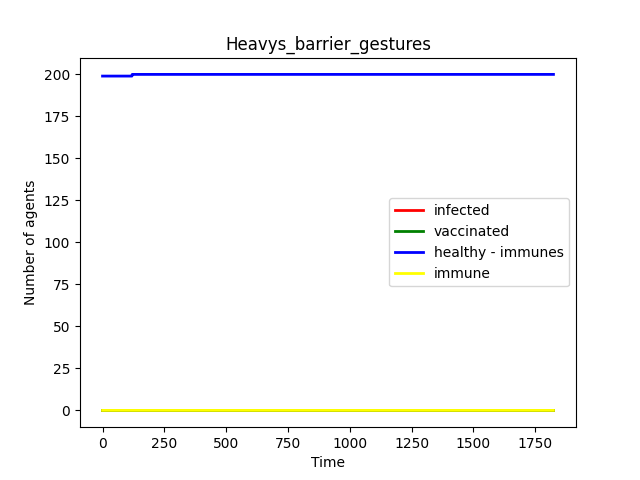 Heavys_barrier_gestures
200
175
150
125
100
75
50
25
0
Number of agents
infected
vaccinated
healthy - immunes
immune
0 250 500 750 1000 1250 1500 1750
Time